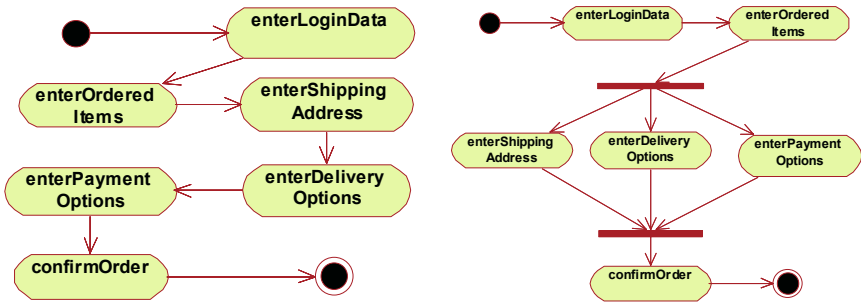 enterLoginData
enterOrdered
Items
enterShipping
Address
enterPayment
Options
enterDelivery
Options
confirmOrder
enterLoginData
enterOrdered
Items
enterShipping
Address
enterDelivery
Options
enterPayment
Options
confirmOrder